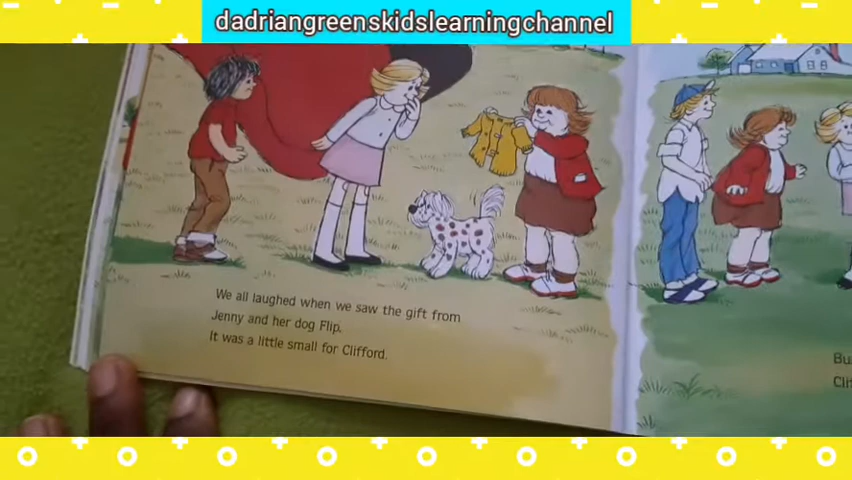 dadriangreenskidslearningchannel
We all laughed when we saw the gift from
Jenny and her dog Flip.
It was a little small for Clifford.